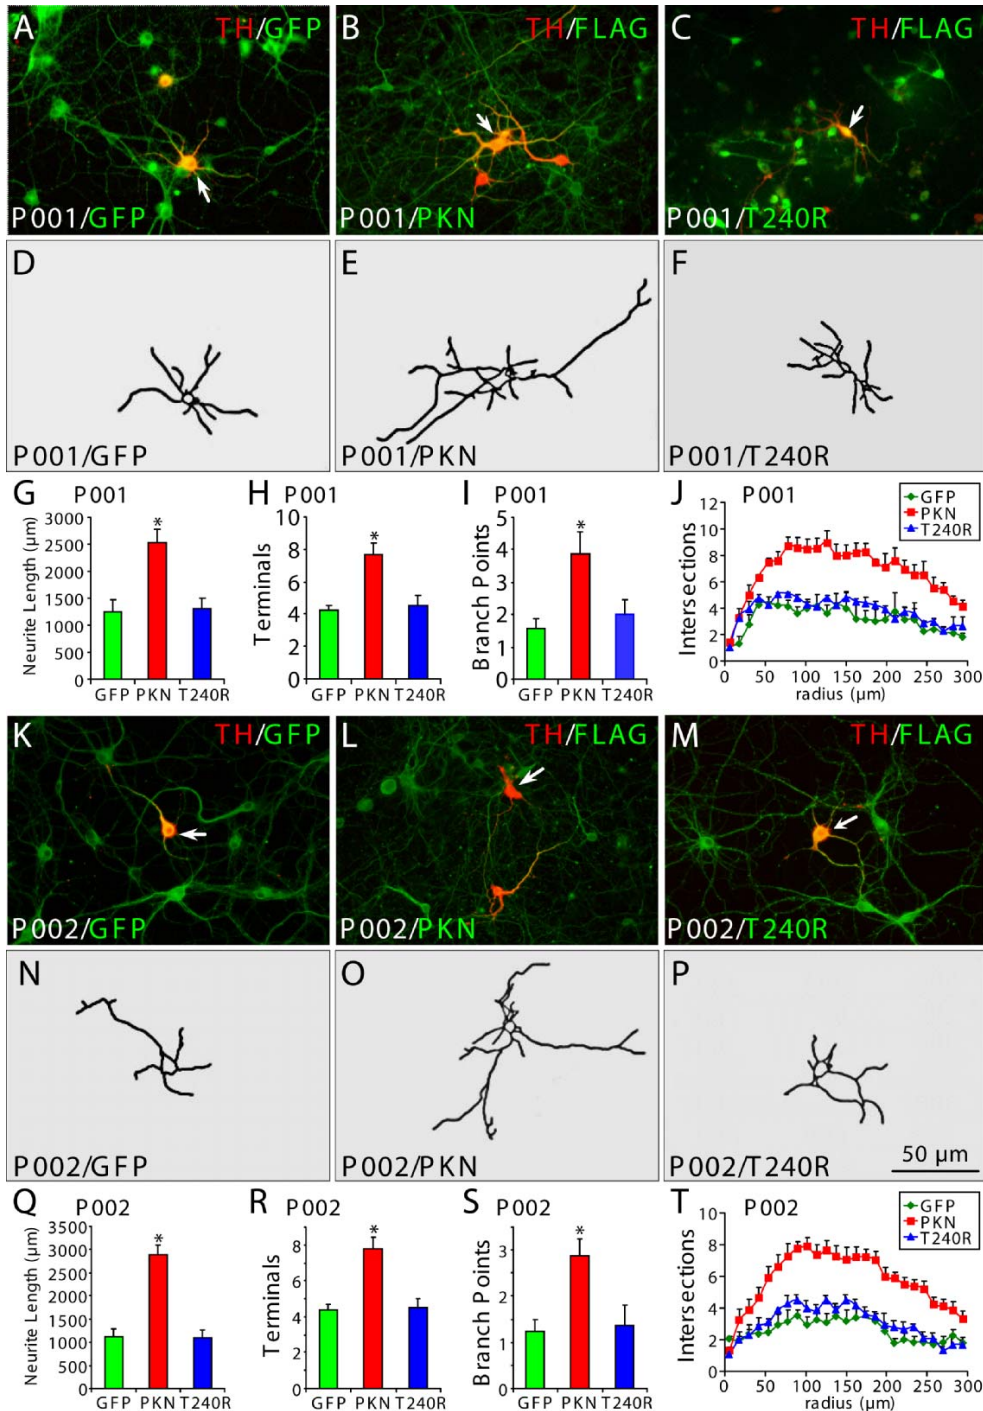 A TH/GFP
P001/GFP
B TH/FLAG
P001/PKN
C TH/FLAG
P001/T240R
D
P001/GFP
E
P001/PKN
F
P001/T240R
G P001
Neurite Length (µm)
3000
2500
2000
1500
1000
500
0
GFP PKN T240R
*
H P001
Terminals
10
8
6
4
2
0
GFP PKN T240R
*
I P001
Branch Points
5
4
3
2
1
0
GFP PKN T240R
*
J P001
GFP
PKN
T240R
Intersections
12
10
8
6
4
2
0
0 50 100 150 200 250 300
radius (µm)
K TH/GFP
P002/GFP
L TH/FLAG
P002/PKN
M TH/FLAG
P002/T240R
N
P002/GFP
O
P002/PKN
P
P002/T240R
50 µm
Q P002
Neurite Length (µm)
3500
3000
2500
2000
1500
1000
500
0
GFP PKN T240R
*
R P002
Terminals
8
6
4
2
0
GFP PKN T240R
*
S P002
Branch Points
3
2
1
0
GFP PKN T240R
*
T P002
GFP
PKN
T240R
Intersections
10
8
6
4
2
0
0 50 100 150 200 250 300
radius (µm)